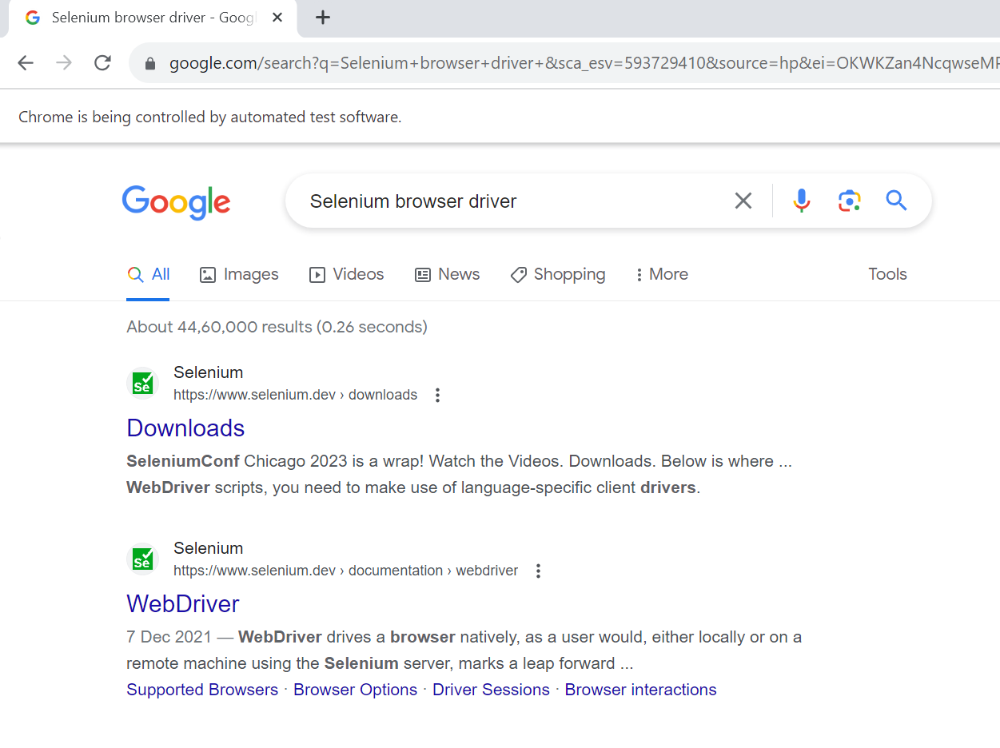 Selenium browser driver - Goog
google.com/search?q=Selenium+browser+driver+&sca_esv=593729410&source=hp&ei=OKWKZan4NcqwseMP
Chrome is being controlled by automated test software.
Google
Selenium browser driver
All Images Videos News Shopping More Tools
About 44,60,000 results (0.26 seconds)
Se
Selenium
https://www.selenium.dev › downloads
Downloads
SeleniumConf Chicago 2023 is a wrap! Watch the Videos. Downloads. Below is where ...
WebDriver scripts, you need to make use of language-specific client drivers.
Se
Selenium
https://www.selenium.dev › documentation › webdriver
WebDriver
7 Dec 2021 — WebDriver drives a browser natively, as a user would, either locally or on a
remote machine using the Selenium server, marks a leap forward ...
Supported Browsers · Browser Options · Driver Sessions · Browser interactions